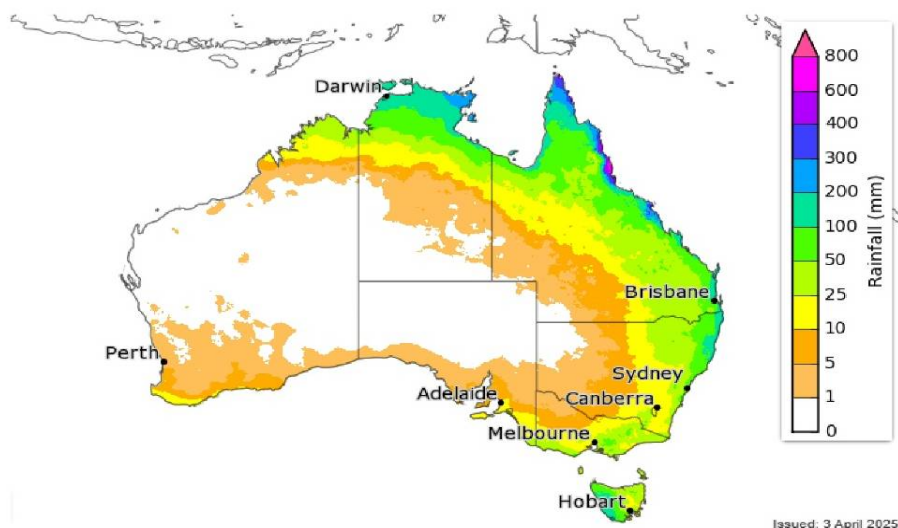 Darwin
Brisbane
Perth
Sydney
Adelaide
Canberra
Melbourne
Hobart
800
600
400
300
200
100
50
25
10
5
1
0
Rainfall (mm)
Issued: 3 April 2025